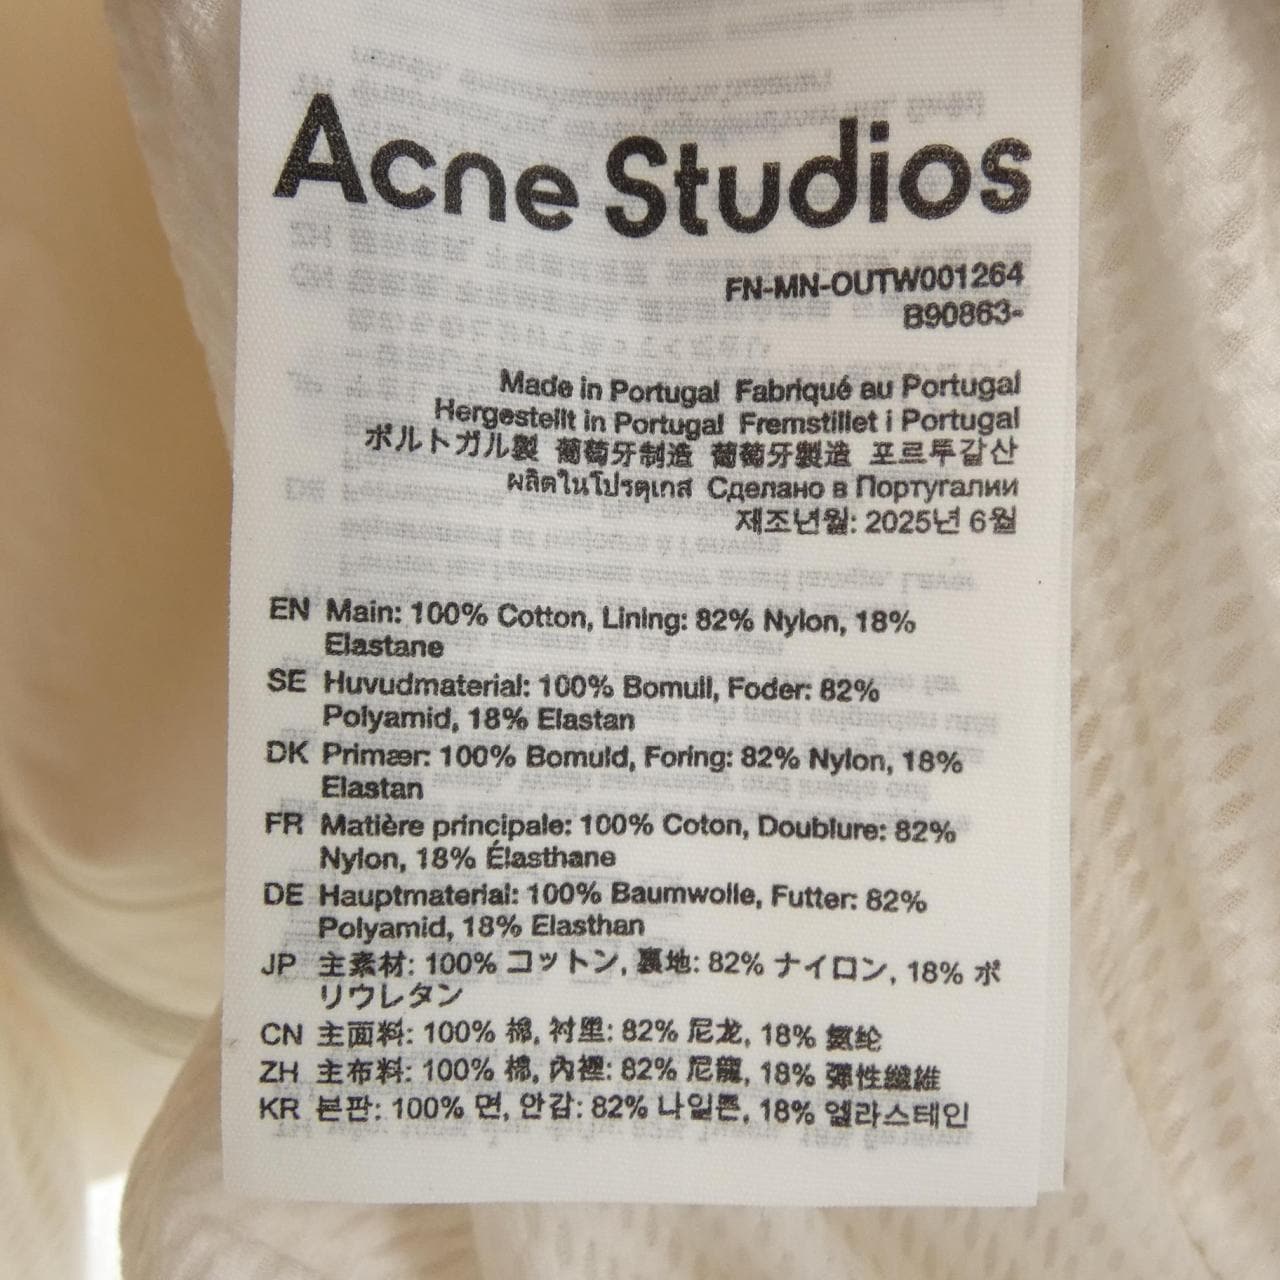 Acne Studios
FN-MN-OUTW001264
B90863-
Made in Portugal Fabriqué au Portugal
Hergestellt in Portugal Fremstillet i Portugal
ポルトガル製 葡萄牙制造 葡萄牙製造 포르투갈산
ผลิตในโปรตุเกส Сделано в Португалии
제조년월: 2025년 6월
EN Main: 100% Cotton, Lining: 82% Nylon, 18%
Elastane
SE Huvudmaterial: 100% Bomull, Foder: 82%
Polyamid, 18% Elastan
DK Primær: 100% Bomuld, Foring: 82% Nylon, 18%
Elastan
FR Matière principale: 100% Coton, Doublure: 82%
Nylon, 18% Élasthane
DE Hauptmaterial: 100% Baumwolle, Futter: 82%
Polyamid, 18% Elasthan
JP 主素材: 100% コットン, 裏地: 82% ナイロン, 18% ポ
リウレタン
CN 主面料: 100% 棉, 衬里: 82% 尼龙, 18% 氨纶
ZH 主布料: 100% 棉, 內裡: 82% 尼龍, 18% 彈性纖維
KR 본판: 100% 면, 안감: 82% 나일론, 18% 엘라스테인